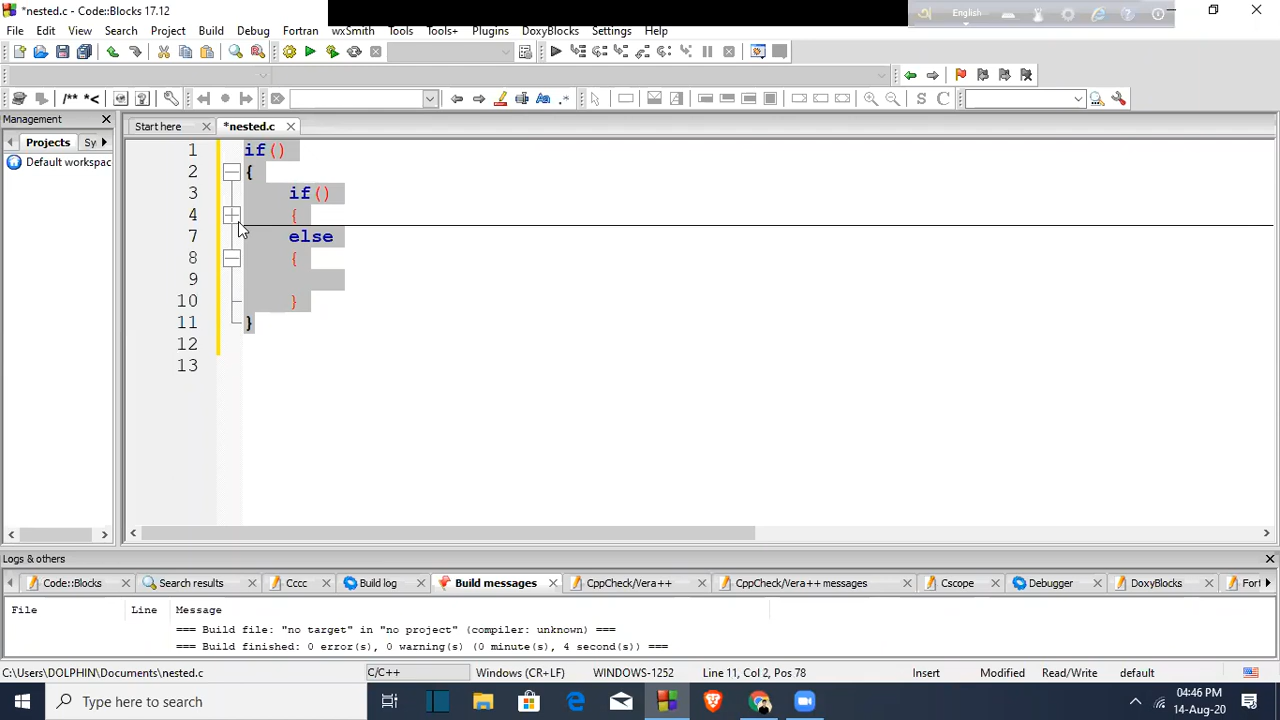 *nested.c - Code::Blocks 17.12
English
File Edit View Search Project Build Debug Fortran wxSmith Tools Tools+ Plugins DoxyBlocks Settings Help
/** *< S C
Management
Projects Sy
Default workspac
Start here *nested.c
1 if()
2 {
3 if()
4 {
7 else
8 {
9
10 }
11 }
12
13
Logs & others
Code::Blocks Search results Cccc Build log Build messages CppCheck/Vera++ CppCheck/Vera++ messages Cscope Debugger DoxyBlocks Fort
File Line Message
=== Build file: "no target" in "no project" (compiler: unknown) ===
=== Build finished: 0 error(s), 0 warning(s) (0 minute(s), 4 second(s)) ===
C:\Users\DOLPHIN\Documents\nested.c C/C++ Windows (CR+LF) WINDOWS-1252 Line 11, Col 2, Pos 78 Insert Modified Read/Write default
Type here to search
04:46 PM
14-Aug-20